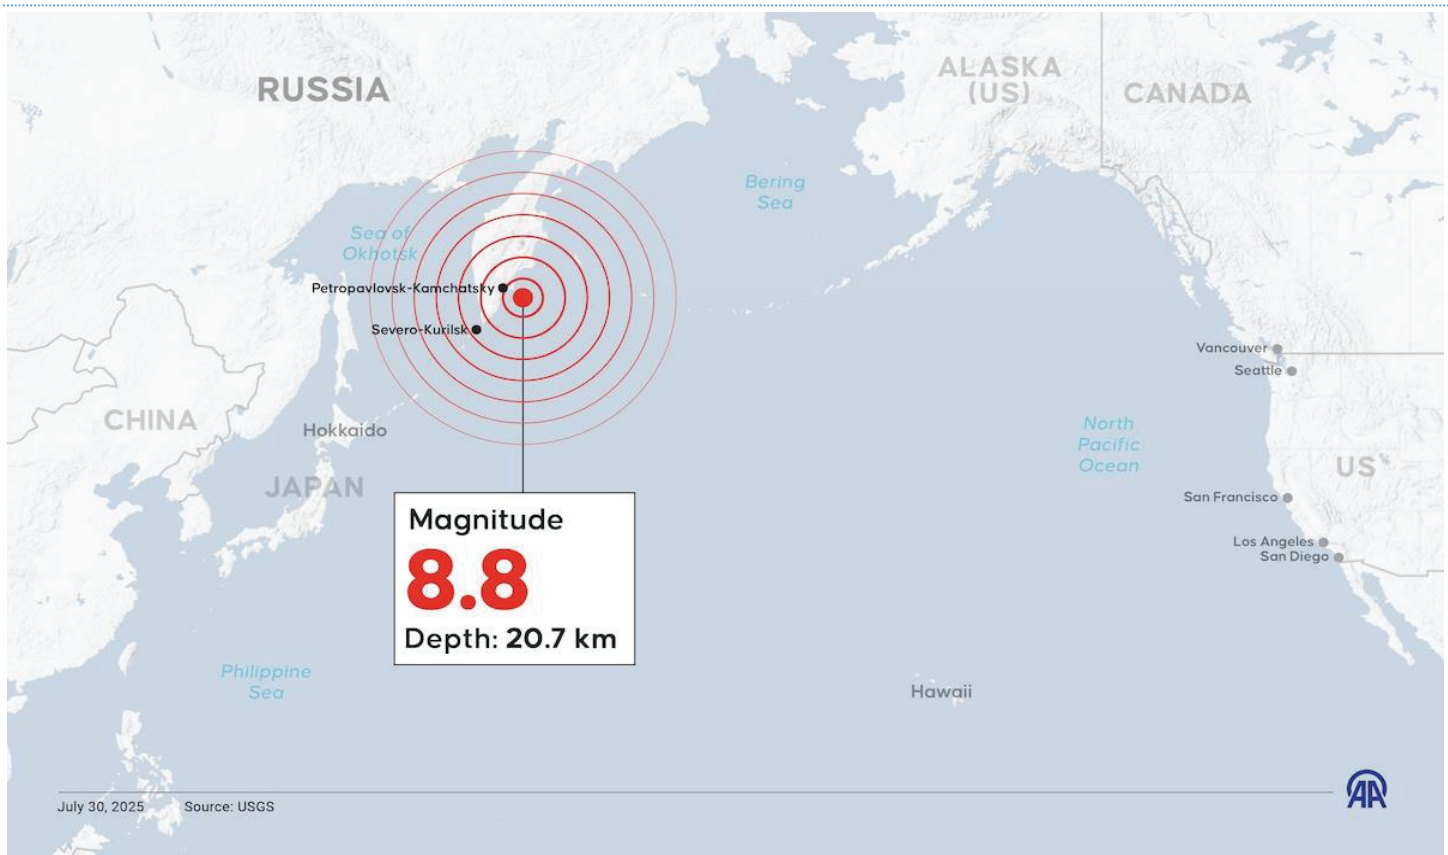 RUSSIA
ALASKA
(US)
CANADA
Bering
Sea
Sea of
Okhotsk
Petropavlovsk-Kamchatsky
Severo-Kurilsk
Vancouver
Seattle
CHINA
Hokkaido
North
Pacific
Ocean
US
JAPAN
San Francisco
Magnitude
8.8
Depth: 20.7 km
Los Angeles
San Diego
Philippine
Sea
Hawaii
July 30, 2025 Source: USGS
AA